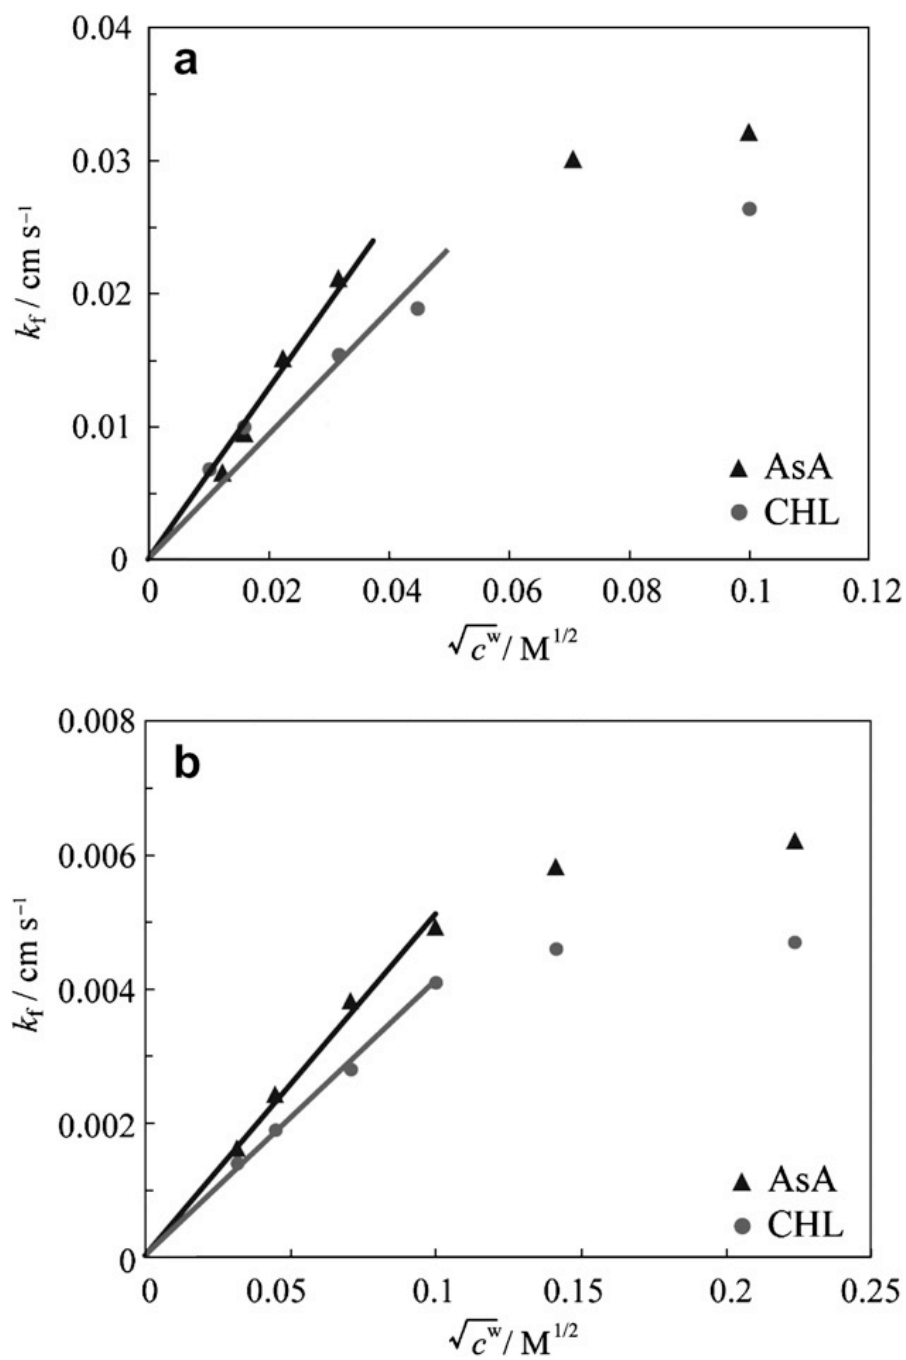 a
0.04
0.03
0.02
0.01
0
k_f / cm s⁻¹
AsA
CHL
0 0.02 0.04 0.06 0.08 0.1 0.12
√c^w / M^1/2
b
0.008
0.006
0.004
0.002
0
k_f / cm s⁻¹
AsA
CHL
0 0.05 0.1 0.15 0.2 0.25
√c^w / M^1/2